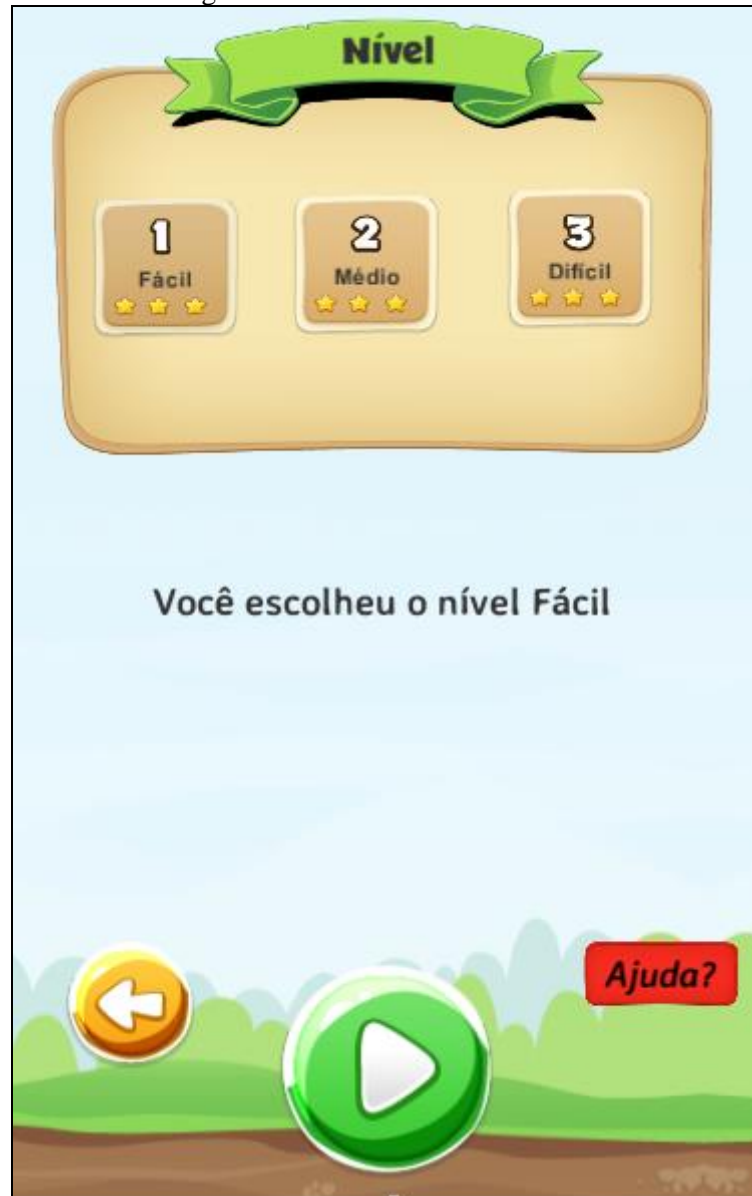 Nível
1
Fácil
2
Médio
3
Difícil
Você escolheu o nível Fácil
Ajuda?